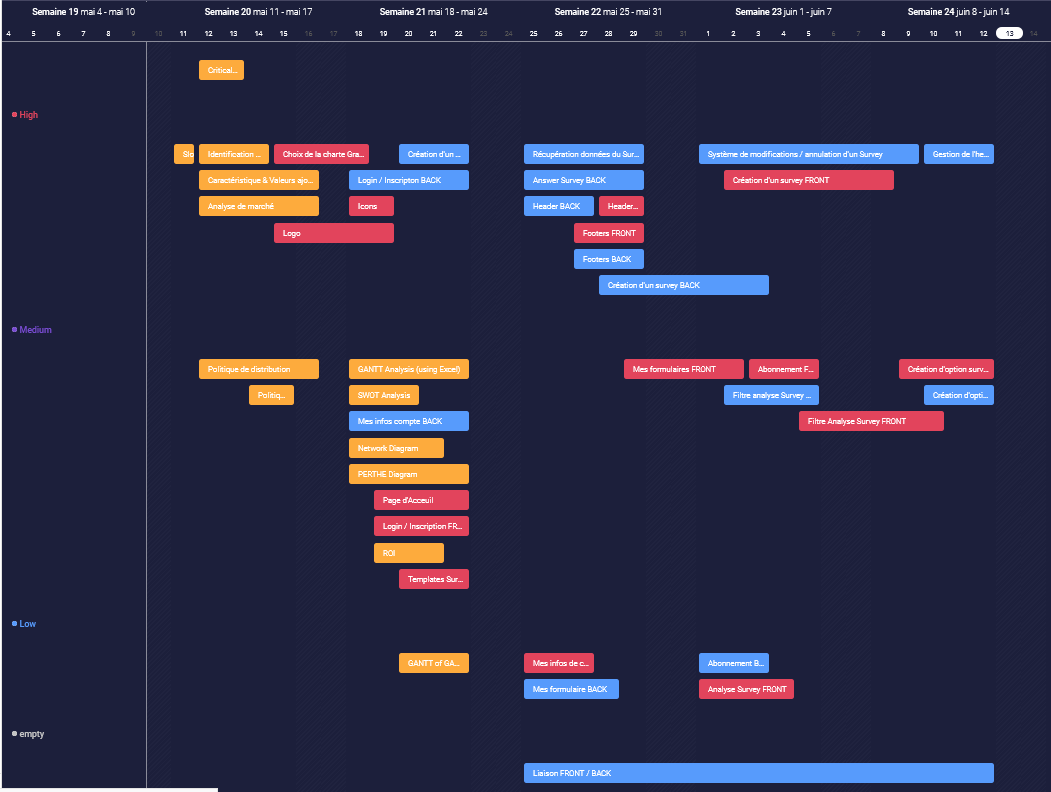 Semaine 19 mai 4 - mai 10 Semaine 20 mai 11 - mai 17 Semaine 21 mai 18 - mai 24 Semaine 22 mai 25 - mai 31 Semaine 23 juin 1 - juin 7 Semaine 24 juin 8 - juin 14
4 5 6 7 8 9 10 11 12 13 14 15 16 17 18 19 20 21 22 23 24 25 26 27 28 29 30 31 1 2 3 4 5 6 7 8 9 10 11 12 13 14
Critical...
High
Slo Identification ... Choix de la charte Gra... Création d'un ... Récupération données du Sur... Système de modifications / annulation d'un Survey Gestion de l'he...
Caractéristique & Valeurs ajo... Login / Inscripton BACK Answer Survey BACK Création d'un survey FRONT
Analyse de marché Icons Header BACK Header...
Logo Footers FRONT
Footers BACK
Création d'un survey BACK
Medium
Politique de distribution GANTT Analysis (using Excel) Mes formulaires FRONT Abonnement F... Création d'option surv...
Politiq... SWOT Analysis Filtre analyse Survey ... Création d'opti...
Mes infos compte BACK Filtre Analyse Survey FRONT
Network Diagram
PERTHE Diagram
Page d'Acceuil
Login / Inscription FR...
ROI
Templates Sur...
Low
GANTT of GA... Mes infos de c... Abonnement B...
Mes formulaire BACK Analyse Survey FRONT
empty
Liaison FRONT / BACK